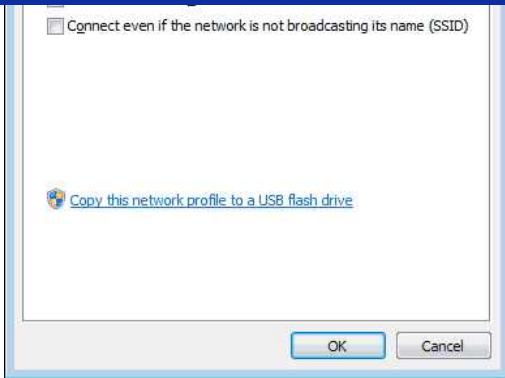 Connect even if the network is not broadcasting its name (SSID)
Copy this network profile to a USB flash drive
OK
Cancel